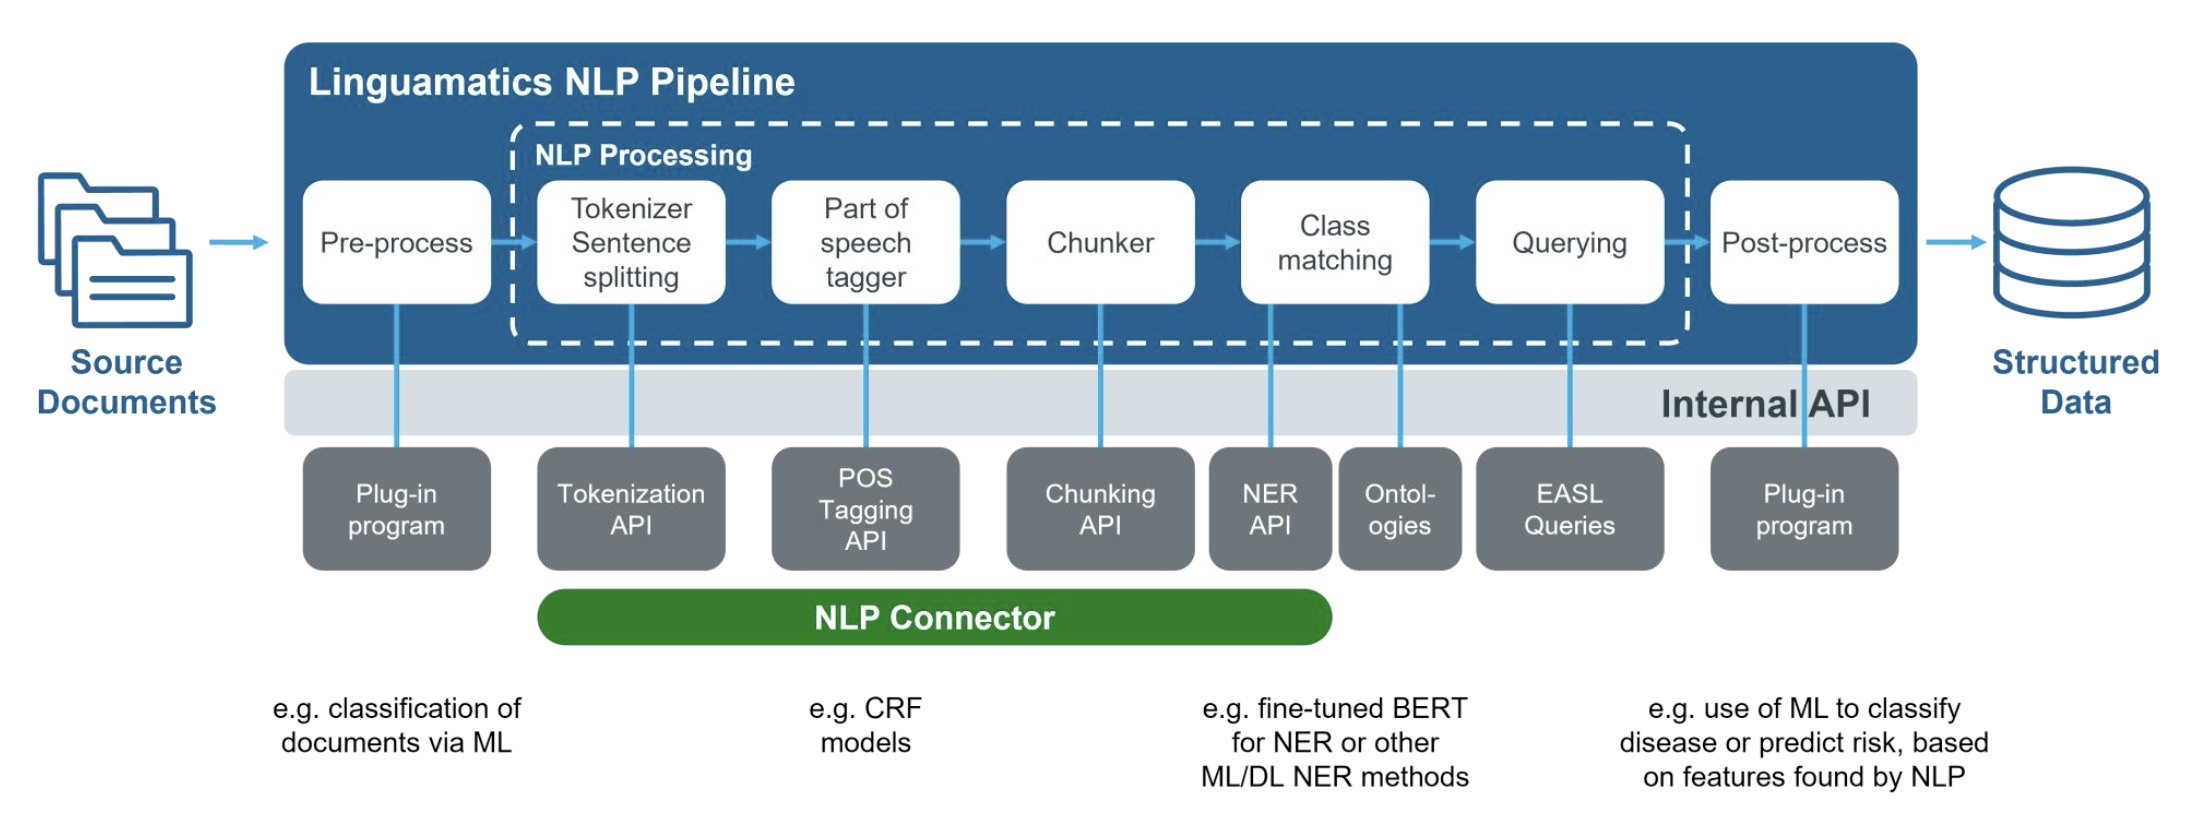 Linguamatics NLP Pipeline
NLP Processing
Pre-process
Tokenizer
Sentence
splitting
Part of
speech
tagger
Chunker
Class
matching
Querying
Post-process
Source
Documents
Structured
Data
Internal API
Plug-in
program
Tokenization
API
POS
Tagging
API
Chunking
API
NER
API
Ontol-
ogies
EASL
Queries
Plug-in
program
NLP Connector
e.g. classification of
documents via ML
e.g. CRF
models
e.g. fine-tuned BERT
for NER or other
ML/DL NER methods
e.g. use of ML to classify
disease or predict risk, based
on features found by NLP